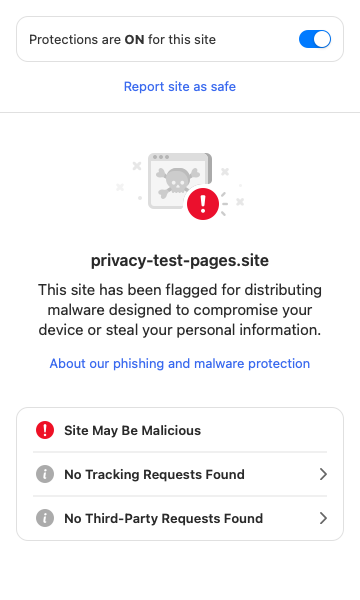 Protections are ON for this site
Report site as safe
privacy-test-pages.site
This site has been flagged for distributing
malware designed to compromise your
device or steal your personal information.
About our phishing and malware protection
Site May Be Malicious
No Tracking Requests Found
No Third-Party Requests Found